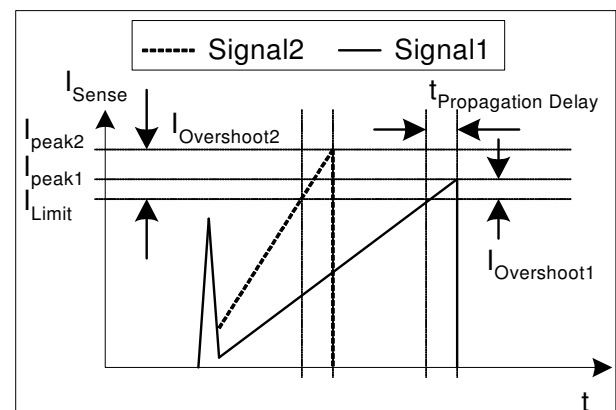 Signal2 Signal1
I_Sense
t_Propagation Delay
I_peak2
I_Overshoot2
I_peak1
I_Limit
I_Overshoot1
t